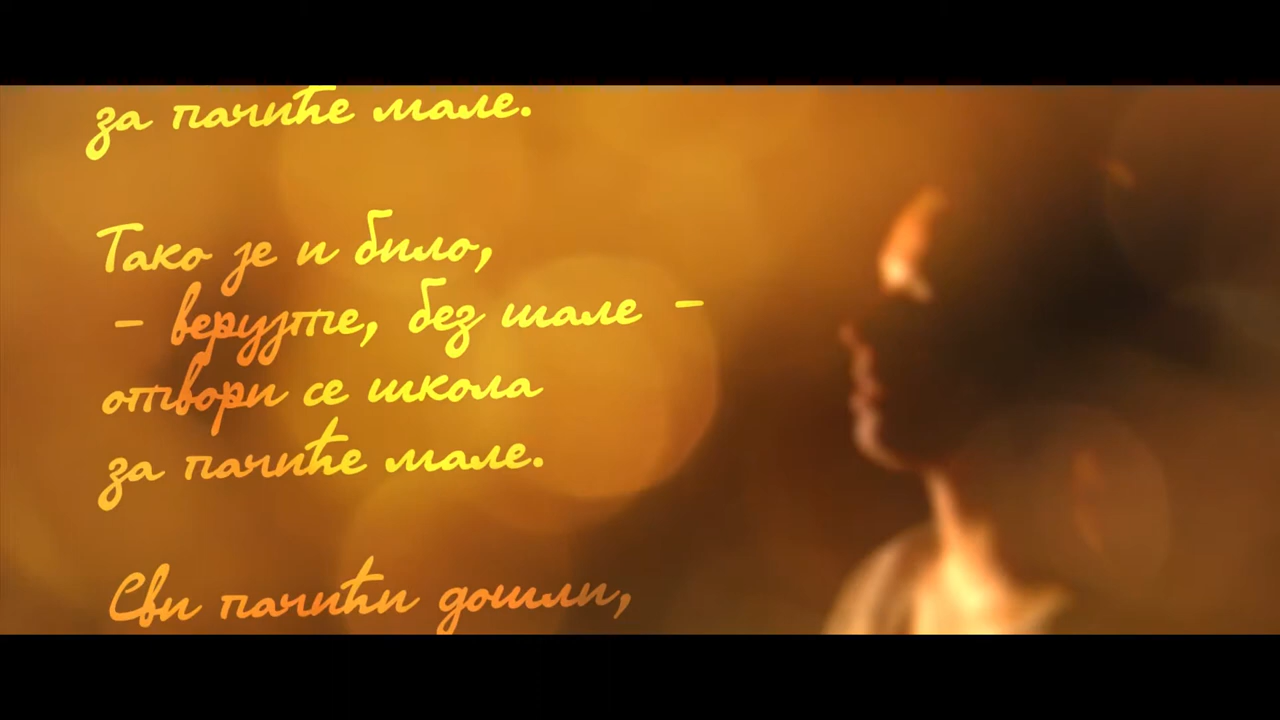 за пачиће мале.
Тако је и било,
- верујте, без шале -
отвори се школа
за пачиће мале.
Сви пачићи дошли,